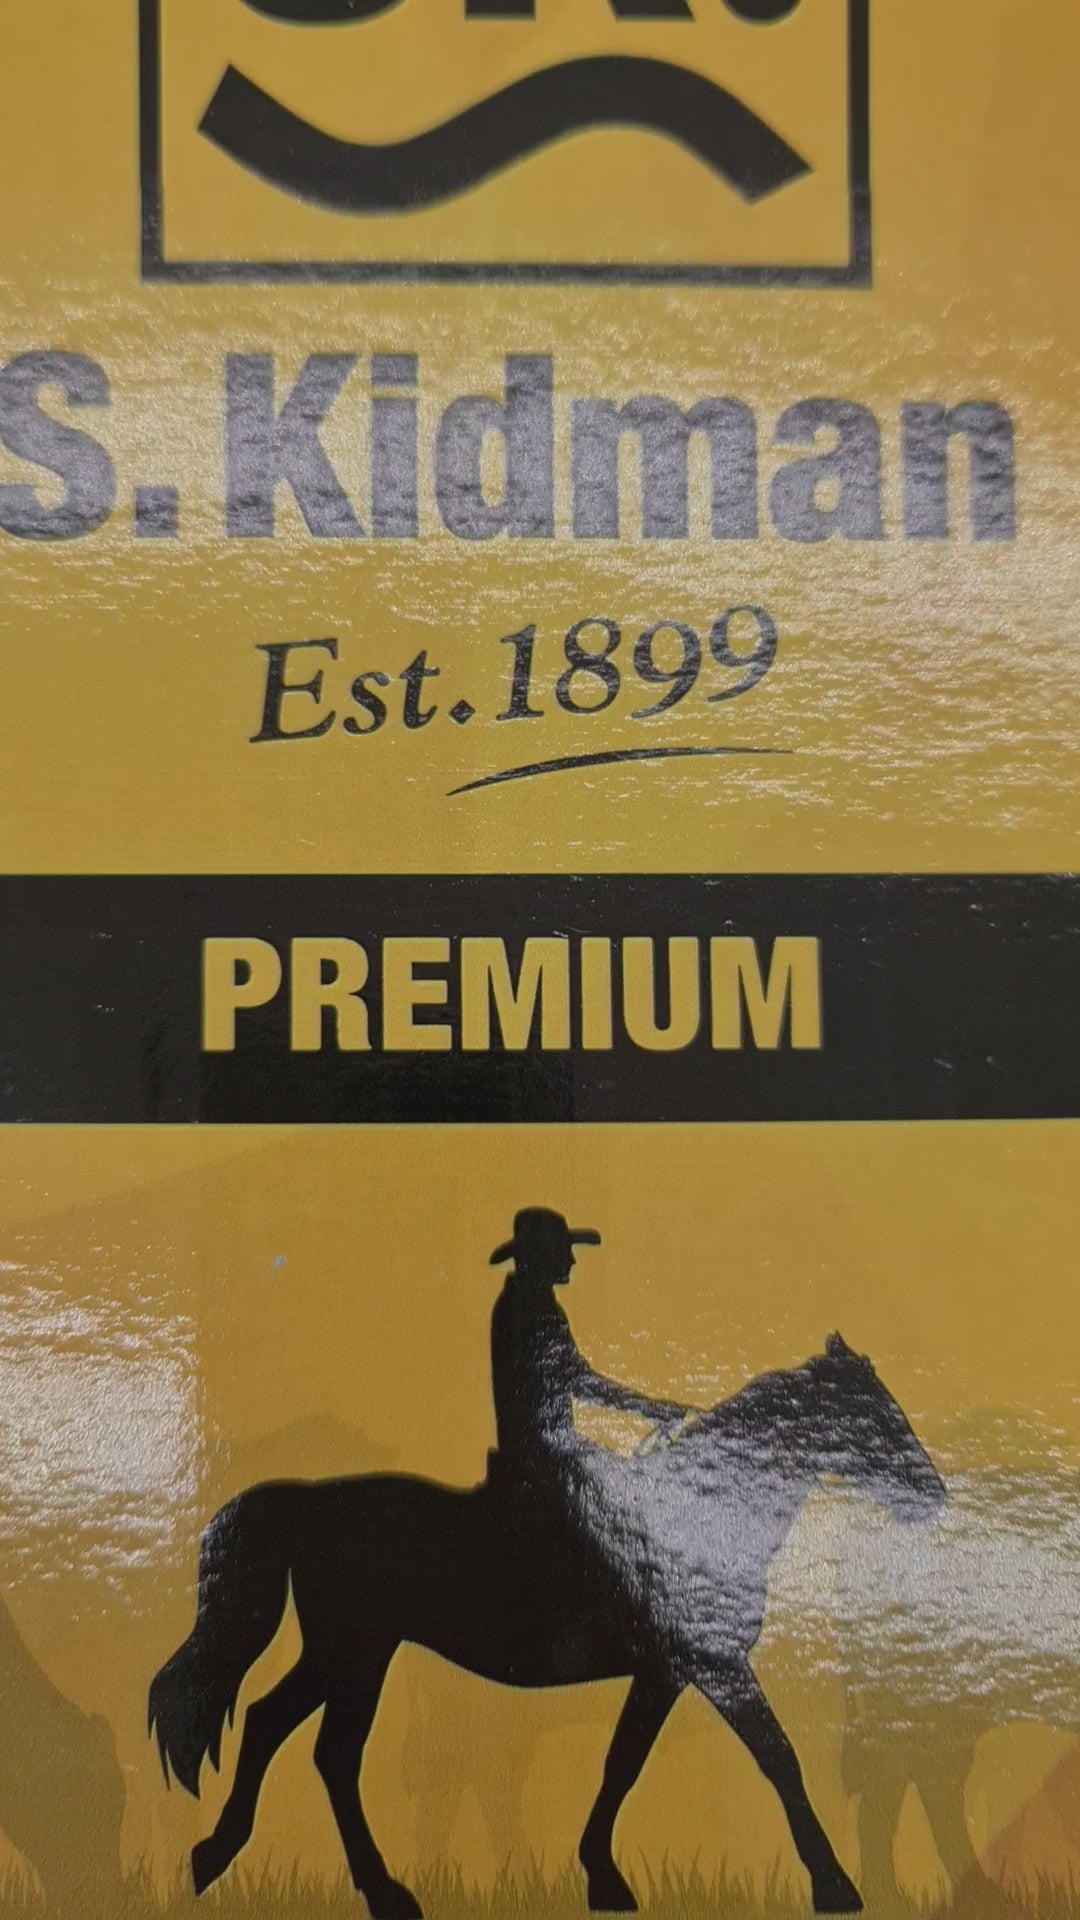 S. Kidman
Est. 1899
PREMIUM